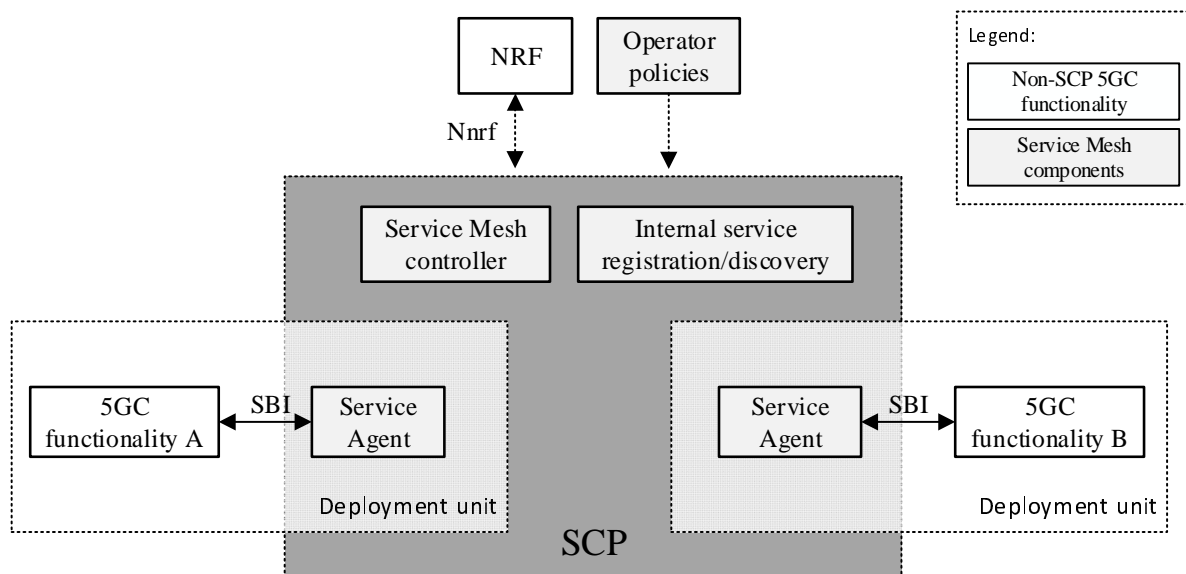 NRF
Operator
policies
Legend:
Non-SCP 5GC
functionality
Service Mesh
components
Nnrf
Service Mesh
controller
Internal service
registration/discovery
5GC
functionality A
SBI
Service
Agent
Deployment unit
Service
Agent
SBI
5GC
functionality B
Deployment unit
SCP